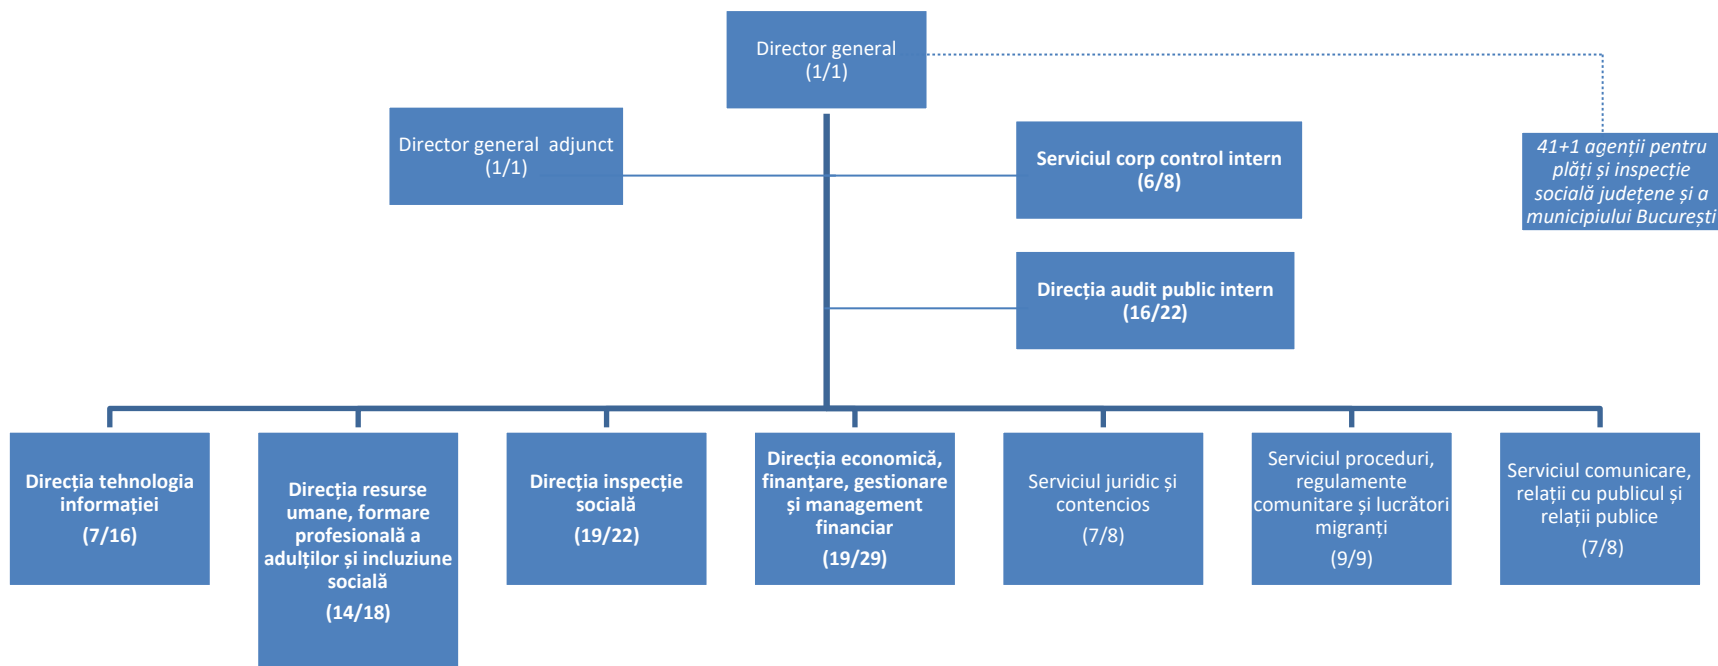 Director general
(1/1)
Director general  adjunct
(1/1)
Serviciul corp control intern
(6/8)
41+1 agenții pentru
plăți și inspecție
socială județene și a
municipiului București
Direcția audit public intern
(16/22)
Direcția tehnologia
informației
(7/16)
Direcția resurse
umane, formare
profesională a
adulților și incluziune
socială
(14/18)
Direcția inspecție
socială
(19/22)
Direcția economică,
finanțare, gestionare
și management
financiar
(19/29)
Serviciul juridic și
contencios
(7/8)
Serviciul proceduri,
regulamente
comunitare și lucrători
migranți
(9/9)
Serviciul comunicare,
relații cu publicul și
relații publice
(7/8)